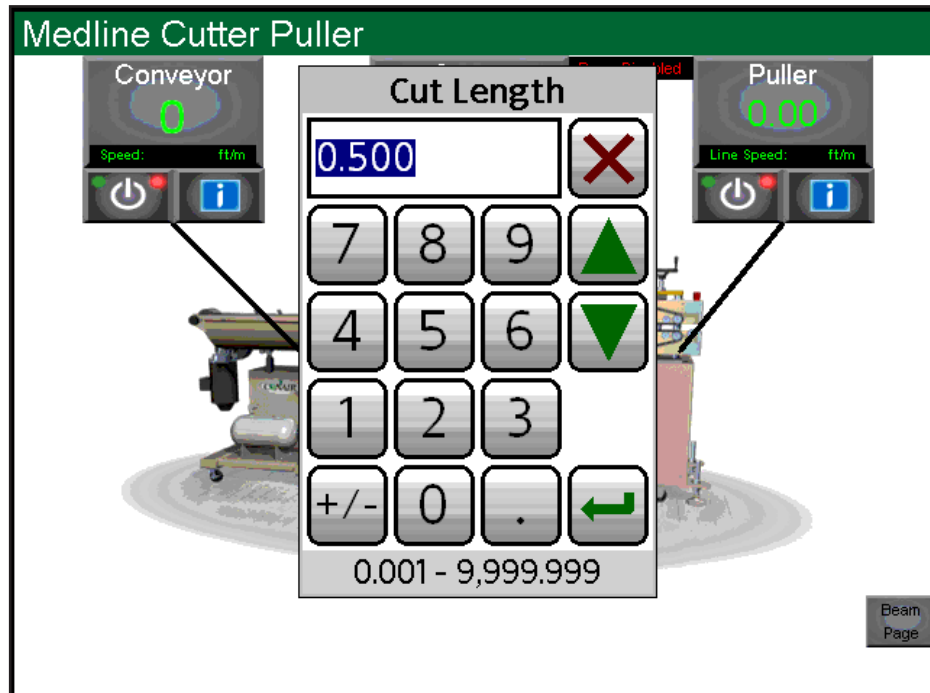 Medline Cutter Puller
Conveyor
0
Speed: ft/m
Cut Length
0.500
7 8 9
4 5 6
1 2 3
+/- 0 .
0.001 - 9,999.999
Puller
0.00
Line Speed: ft/m
CONAIR
Beam
Page